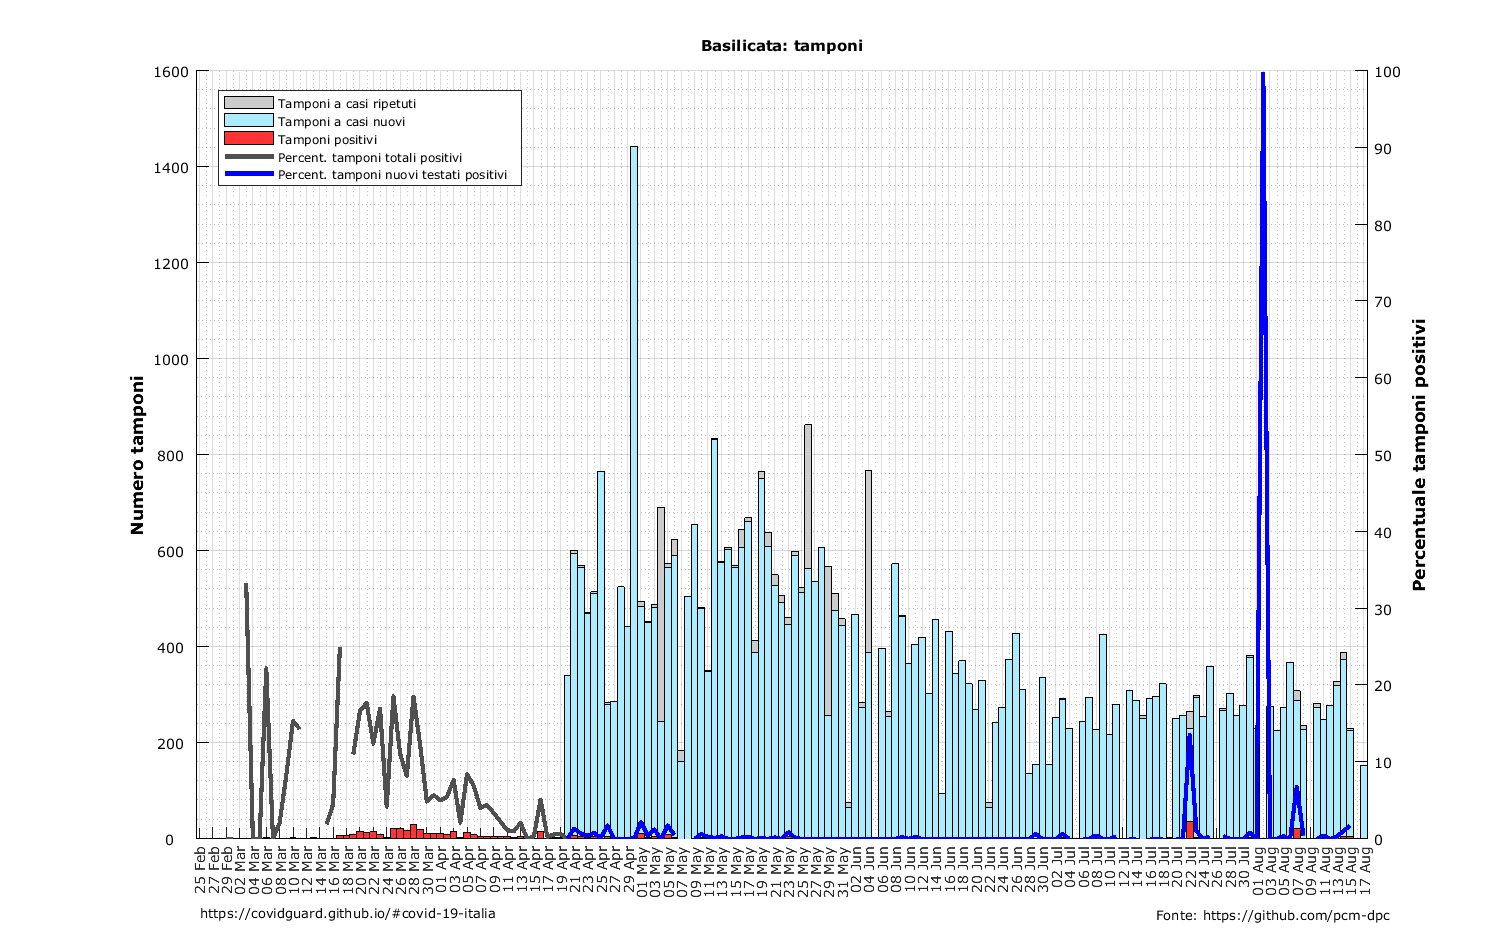 Basilicata: tamponi
Tamponi a casi ripetuti
Tamponi a casi nuovi
Tamponi positivi
Percent. tamponi totali positivi
Percent. tamponi nuovi testati positivi
Numero tamponi
1600
1400
1200
1000
800
600
400
200
0
Percentuale tamponi positivi
100
90
80
70
60
50
40
30
20
10
0
25 Feb
27 Feb
29 Feb
02 Mar
04 Mar
06 Mar
08 Mar
10 Mar
12 Mar
14 Mar
16 Mar
18 Mar
20 Mar
22 Mar
24 Mar
26 Mar
28 Mar
30 Mar
01 Apr
03 Apr
05 Apr
07 Apr
09 Apr
11 Apr
13 Apr
15 Apr
17 Apr
19 Apr
21 Apr
23 Apr
25 Apr
27 Apr
29 Apr
01 May
03 May
05 May
07 May
09 May
11 May
13 May
15 May
17 May
19 May
21 May
23 May
25 May
27 May
29 May
31 May
02 Jun
04 Jun
06 Jun
08 Jun
10 Jun
12 Jun
14 Jun
16 Jun
18 Jun
20 Jun
22 Jun
24 Jun
26 Jun
28 Jun
30 Jun
02 Jul
04 Jul
06 Jul
08 Jul
10 Jul
12 Jul
14 Jul
16 Jul
18 Jul
20 Jul
22 Jul
24 Jul
26 Jul
28 Jul
30 Jul
01 Aug
03 Aug
05 Aug
07 Aug
09 Aug
11 Aug
13 Aug
15 Aug
17 Aug
https://covidguard.github.io/#covid-19-italia
Fonte: https://github.com/pcm-dpc